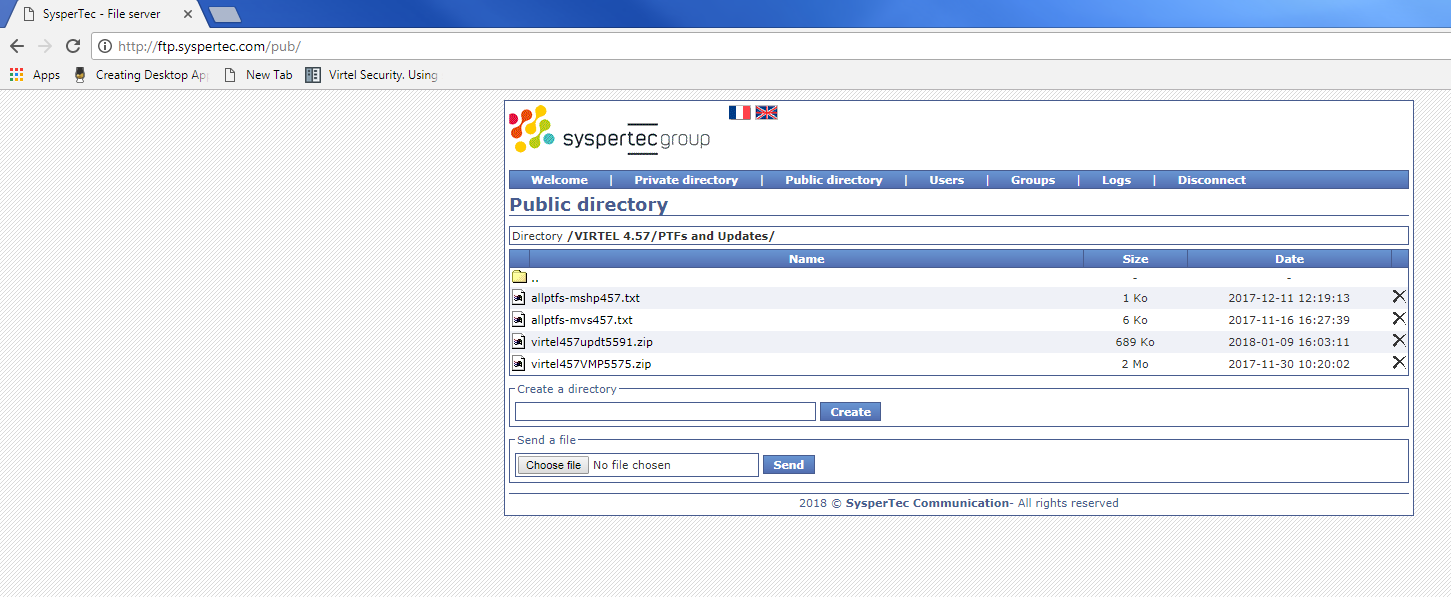 SysperTec - File server
http://ftp.syspertec.com/pub/
Apps Creating Desktop Ap New Tab Virtel Security. Using
syspertecgroup
Welcome | Private directory | Public directory | Users | Groups | Logs | Disconnect
Public directory
Directory /VIRTEL 4.57/PTFs and Updates/
Name Size Date
.. - -
allptfs-mshp457.txt 1 Ko 2017-12-11 12:19:13
allptfs-mvs457.txt 6 Ko 2017-11-16 16:27:39
virtel457updt5591.zip 689 Ko 2018-01-09 16:03:11
virtel457VMP5575.zip 2 Mo 2017-11-30 10:20:02
Create a directory
Create
Send a file
Choose file No file chosen Send
2018 © SysperTec Communication- All rights reserved